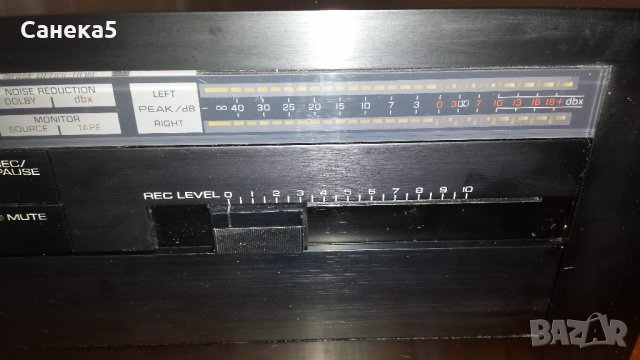 Санека5
NOISE REDUCTION
DOLBY dbx
MONITOR
SOURCE TAPE
LEFT
PEAK/dB
RIGHT
∞ 40 30 20 15 10 7 3 0 3 7 10 13 16 18+ dbx
REC/
PAUSE
MUTE
REC LEVEL 0 1 2 3 4 5 6 7 8 9 10
BAZAR